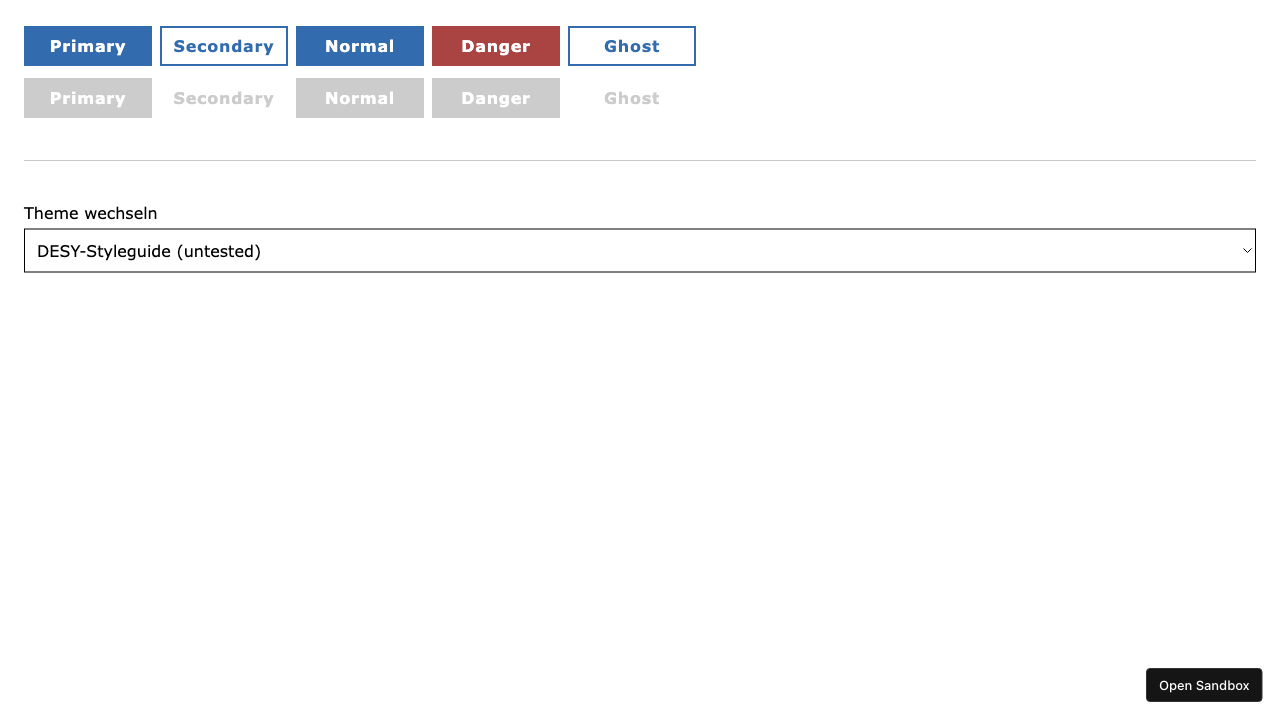 Primary Secondary Normal Danger Ghost
Primary Secondary Normal Danger Ghost
Theme wechseln
DESY-Styleguide (untested)
Open Sandbox